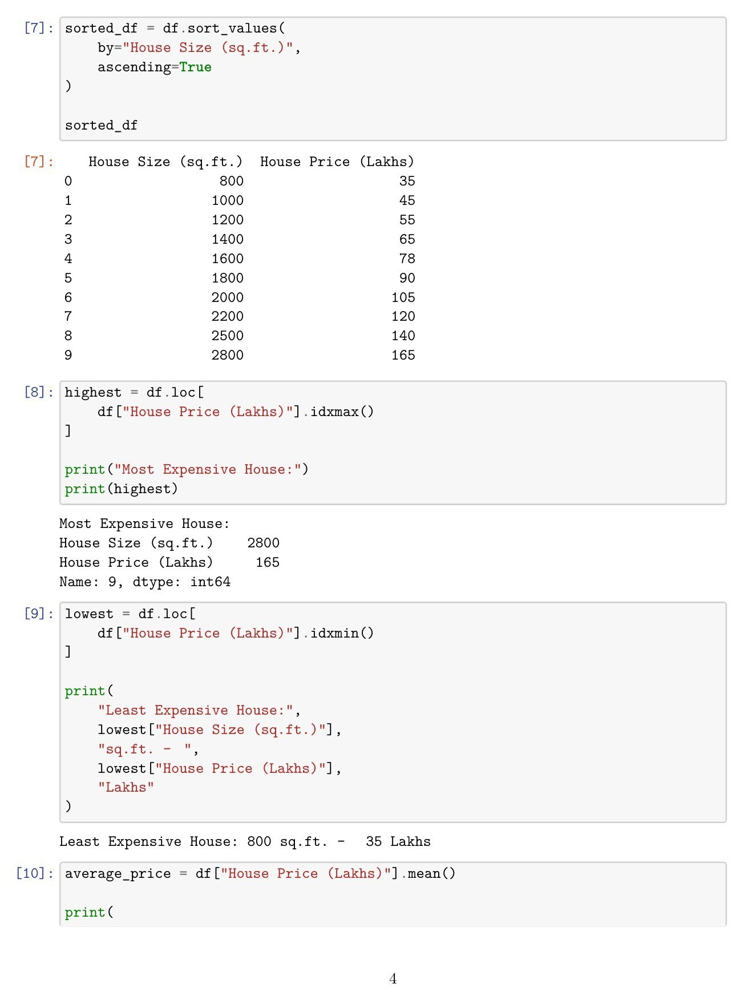 [7]: sorted_df = df.sort_values(
    by="House Size (sq.ft.)",
    ascending=True
)

sorted_df
[7]:    House Size (sq.ft.)  House Price (Lakhs)
0                  800                   35
1                 1000                   45
2                 1200                   55
3                 1400                   65
4                 1600                   78
5                 1800                   90
6                 2000                  105
7                 2200                  120
8                 2500                  140
9                 2800                  165
[8]: highest = df.loc[
    df["House Price (Lakhs)"].idxmax()
]

print("Most Expensive House:")
print(highest)
Most Expensive House:
House Size (sq.ft.)    2800
House Price (Lakhs)     165
Name: 9, dtype: int64
[9]: lowest = df.loc[
    df["House Price (Lakhs)"].idxmin()
]

print(
    "Least Expensive House:",
    lowest["House Size (sq.ft.)"],
    "sq.ft. - ",
    lowest["House Price (Lakhs)"],
    "Lakhs"
)
Least Expensive House: 800 sq.ft. -  35 Lakhs
[10]: average_price = df["House Price (Lakhs)"].mean()

print(
4